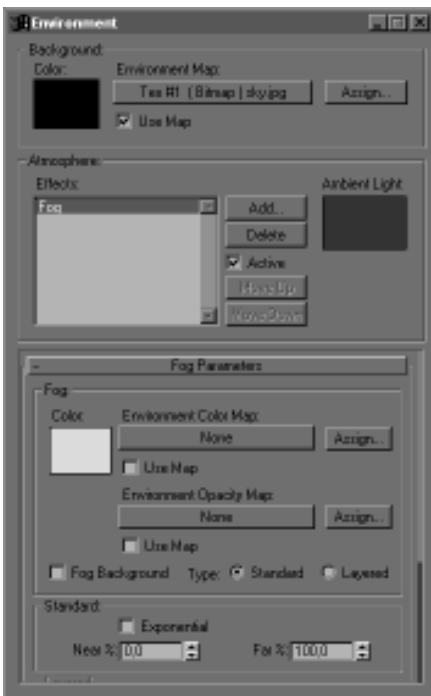 Environment
Background:
Color:
Environment Map:
Tex #1 ( Bitmap ) sky.jpg
Assign...
Use Map
Atmosphere:
Effects:
Ambient Light:
Fog
Add...
Delete
Active
Move Up
Move Down
Fog Parameters
Fog
Color:
Environment Color Map:
None
Assign...
Use Map
Environment Opacity Map:
None
Assign...
Use Map
Fog Background Type: Standard Layered
Standard:
Exponential
Near %: 0,0 Far %: 100,0